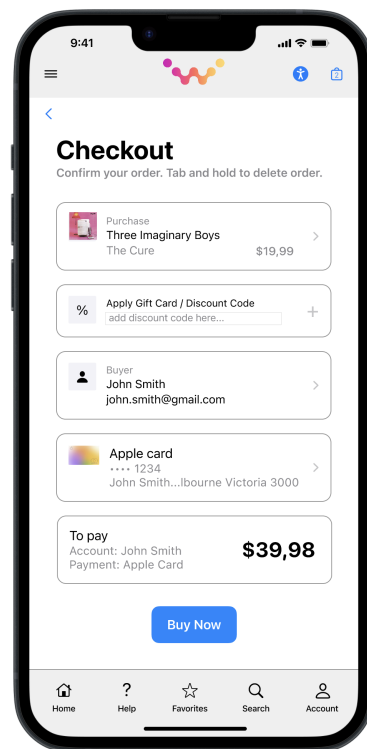 9:41
2
Checkout
Confirm your order. Tab and hold to delete order.
Purchase
Three Imaginary Boys
The Cure
$19,99
%
Apply Gift Card / Discount Code
+
add discount code here...
Buyer
John Smith
john.smith@gmail.com
Apple card
•••• 1234
John Smith...lbourne Victoria 3000
To pay
Account: John Smith
Payment: Apple Card
$39,98
Buy Now
?
Home
Help
Favorites
Search
Account